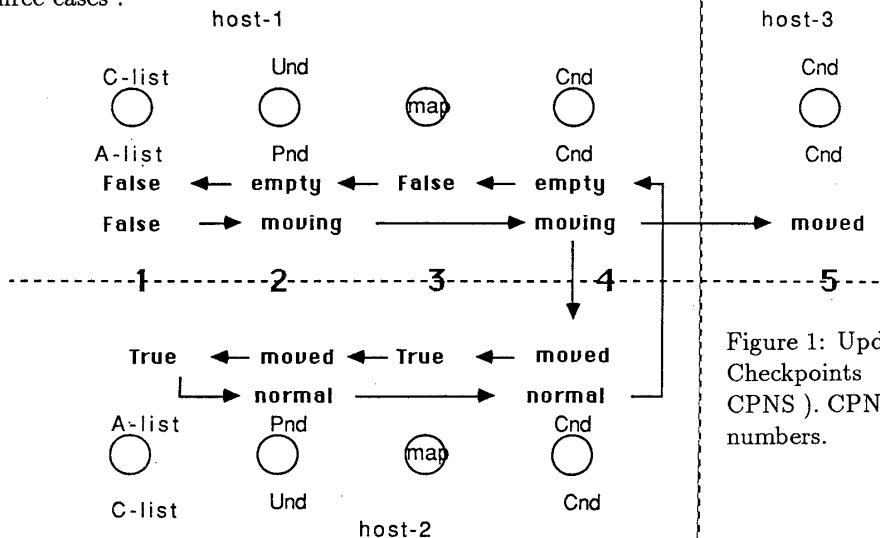 three cases :
host-1 host-3
C-list Und Cnd Cnd
map
A-list Pnd Cnd Cnd
False empty False empty
False moving moving moved
1 2 3 4 5
True moved True moved
normal normal
A-list Pnd Cnd
map
C-list Und Cnd
host-2
Figure 1: Upd
Checkpoints
CPNS ). CPN
numbers.